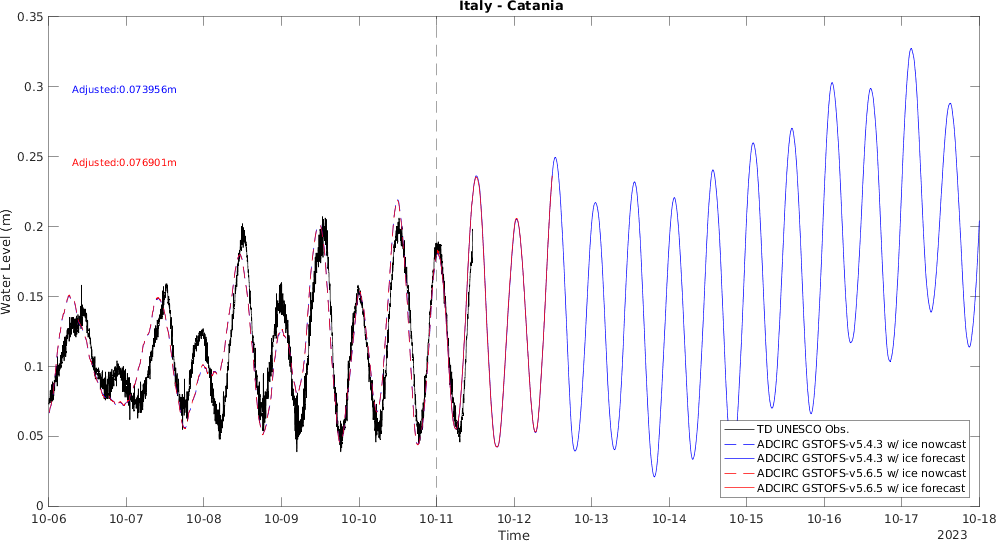 Italy - Catania
0.35
0.3
0.25
0.2
0.15
0.1
0.05
0
Water Level (m)
Adjusted:0.073956m
Adjusted:0.076901m
TD UNESCO Obs.
ADCIRC GSTOFS-v5.4.3 w/ ice nowcast
ADCIRC GSTOFS-v5.4.3 w/ ice forecast
ADCIRC GSTOFS-v5.6.5 w/ ice nowcast
ADCIRC GSTOFS-v5.6.5 w/ ice forecast
10-06 10-07 10-08 10-09 10-10 10-11 10-12 10-13 10-14 10-15 10-16 10-17 10-18
Time
2023